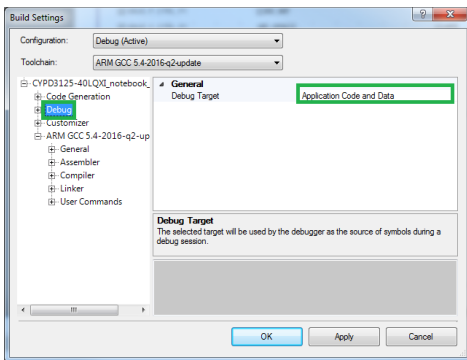 Build Settings
Configuration: Debug (Active)
Toolchain: ARM GCC 5.4-2016-q2-update
CYPD3125-40LQXI_notebook_
Code Generation
Debug
Customizer
ARM GCC 5.4-2016-q2-up
General
Assembler
Compiler
Linker
User Commands
General
Debug Target Application Code and Data
Debug Target
The selected target will be used by the debugger as the source of symbols during a
debug session.
OK Apply Cancel